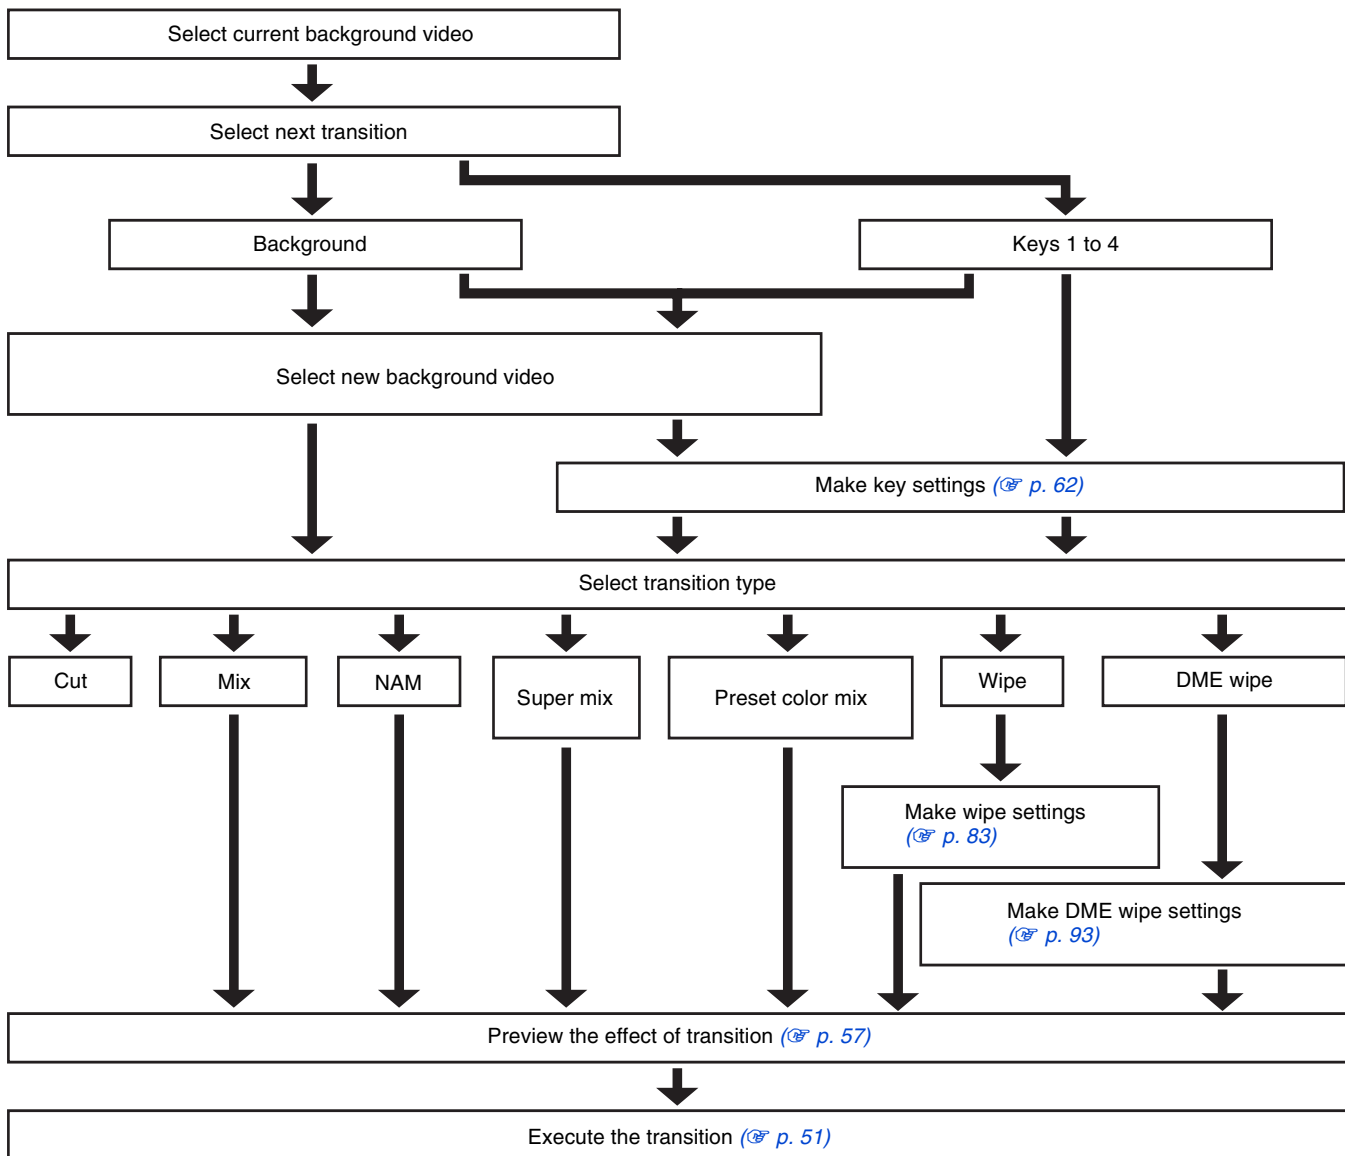 Select current background video
Select next transition
Background
Keys 1 to 4
Select new background video
Make key settings (☞ p. 62)
Select transition type
Cut
Mix
NAM
Super mix
Preset color mix
Wipe
DME wipe
Make wipe settings
(☞ p. 83)
Make DME wipe settings
(☞ p. 93)
Preview the effect of transition (☞ p. 57)
Execute the transition (☞ p. 51)